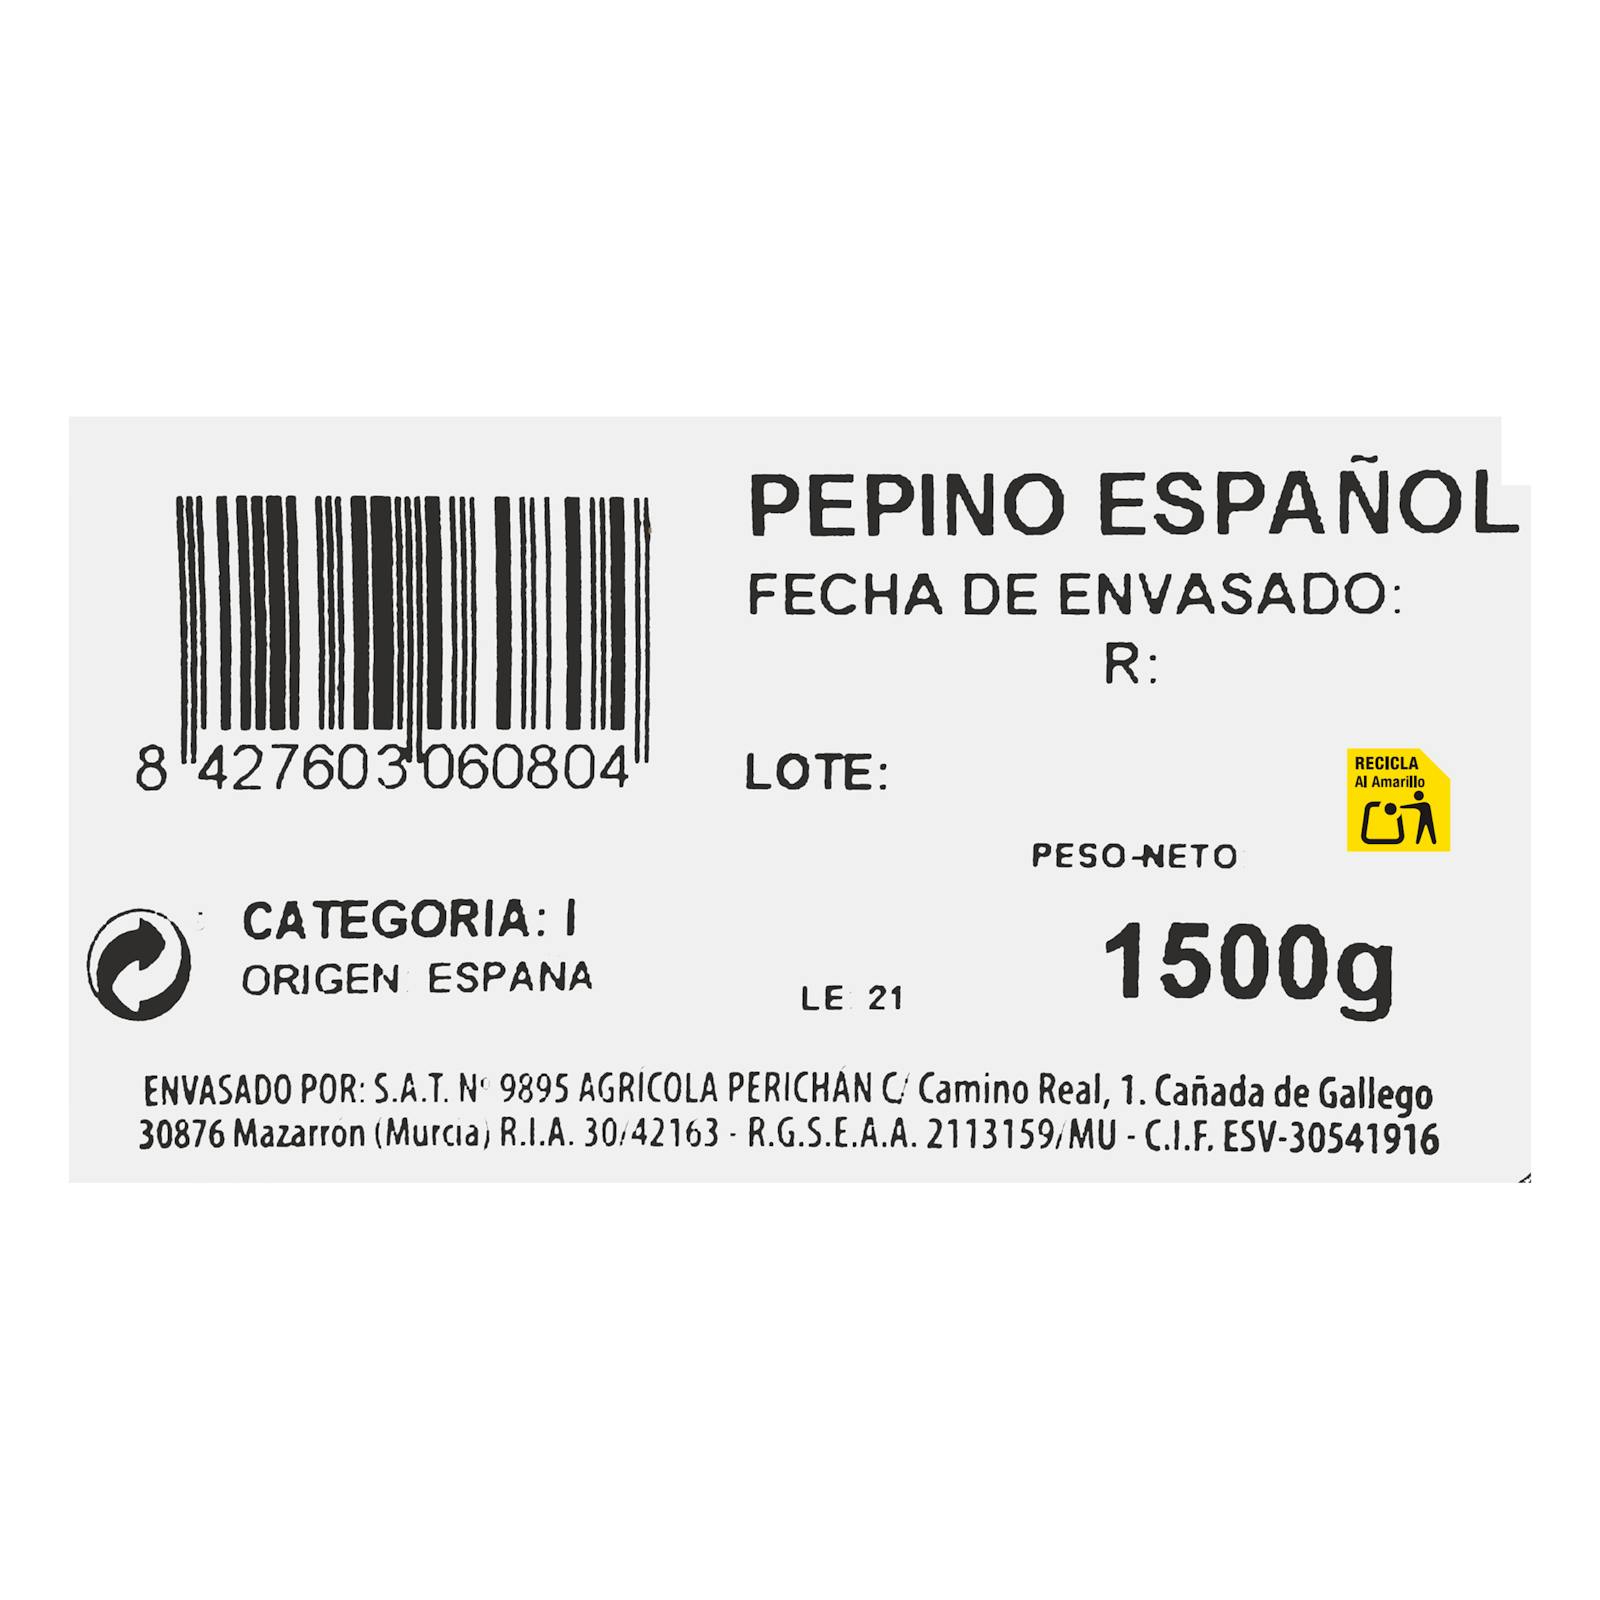 PEPINO ESPAÑOL
FECHA DE ENVASADO:
R:
8 427603 060804
LOTE:
RECICLA
Al Amarillo
PESO-NETO
1500g
CATEGORIA: I
ORIGEN ESPANA
LE 21
ENVASADO POR: S.A.T. Nº 9895 AGRÍCOLA PERICHÁN C/ Camino Real, 1. Cañada de Gallego
30876 Mazarrón (Murcia) R.I.A. 30/42163 - R.G.S.E.A.A. 2113159/MU - C.I.F. ESV-30541916